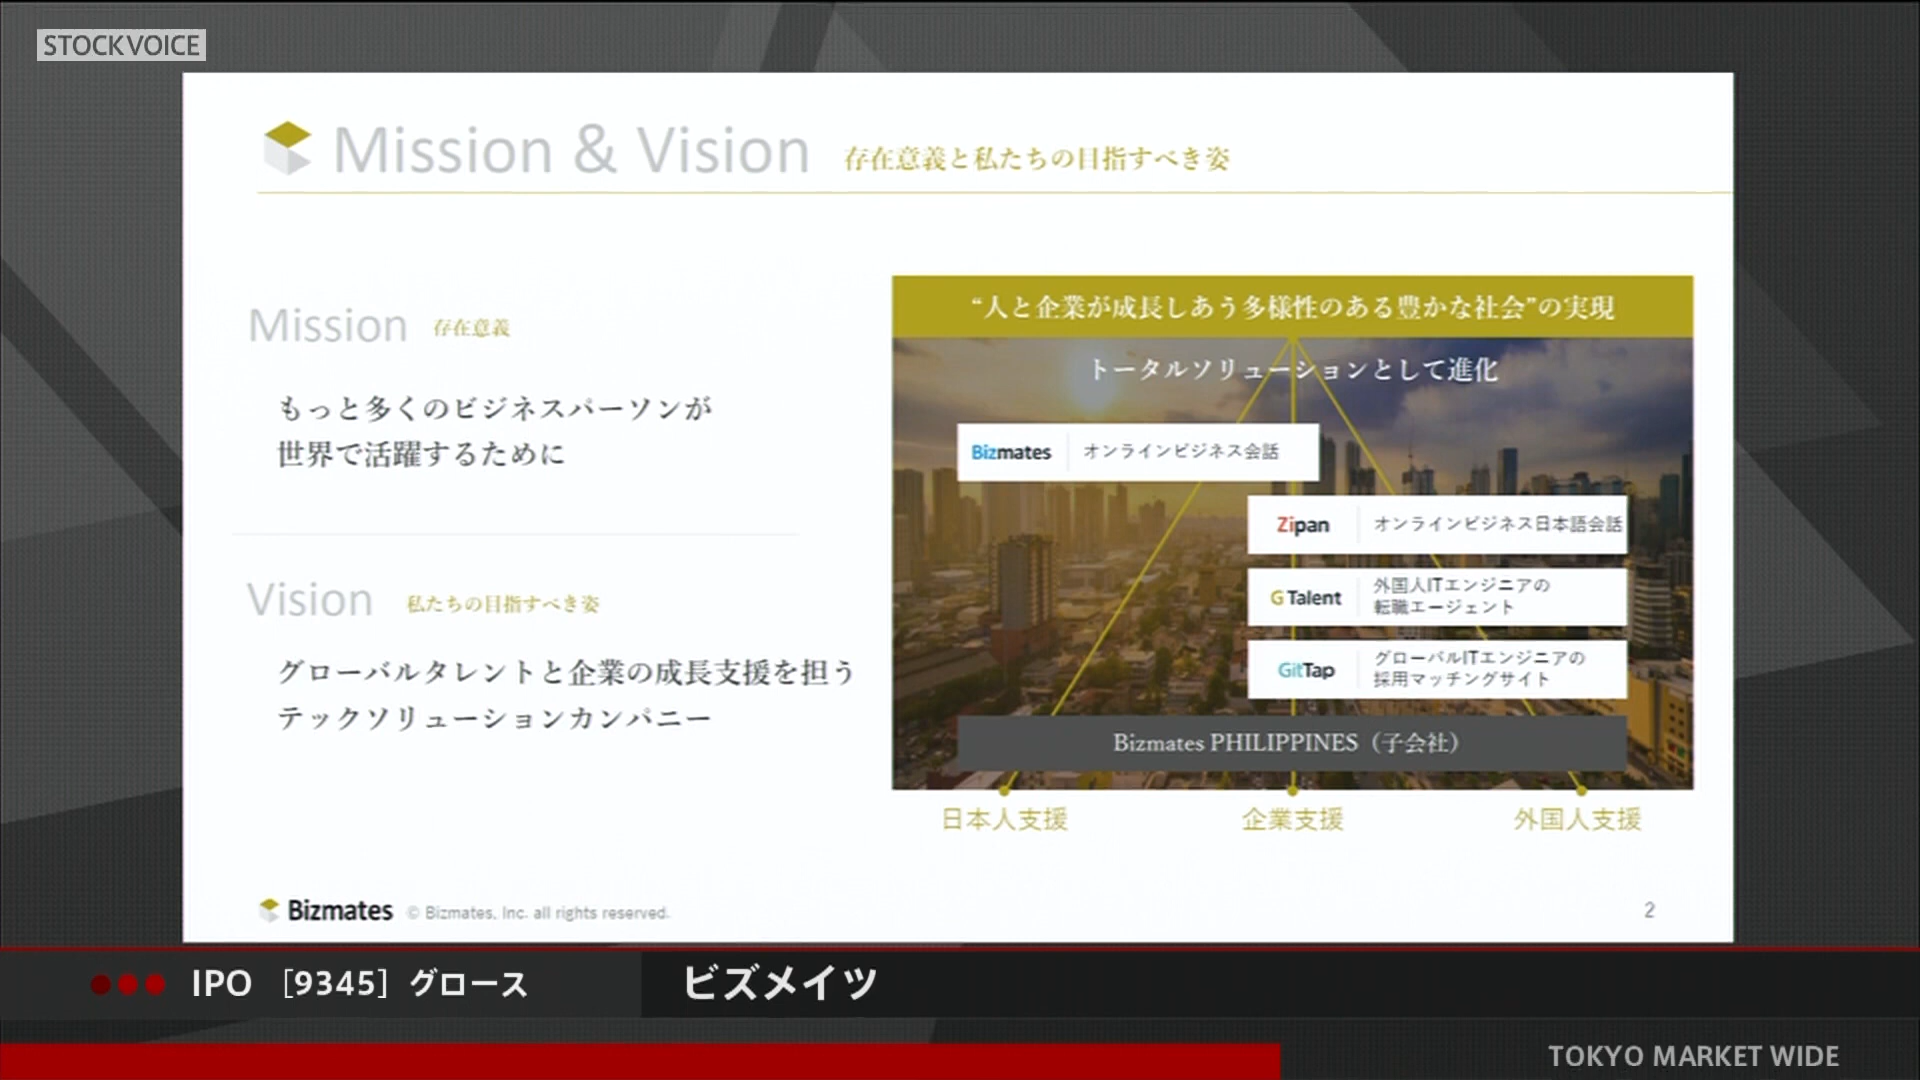 STOCKVOICE
Mission & Vision 存在意義と私たちの目指すべき姿
Mission 存在意義
もっと多くのビジネスパーソンが
世界で活躍するために
Vision 私たちの目指すべき姿
グローバルタレントと企業の成長支援を担う
テックソリューションカンパニー
“人と企業が成長しあう多様性のある豊かな社会”の実現
トータルソリューションとして進化
Bizmates オンラインビジネス会話
Zipan オンラインビジネス日本語会話
G Talent 外国人ITエンジニアの
転職エージェント
GitTap グローバルITエンジニアの
採用マッチングサイト
Bizmates PHILIPPINES（子会社）
日本人支援 企業支援 外国人支援
Bizmates © Bizmates, Inc. all rights reserved.
2
IPO ［9345］グロース ビズメイツ
TOKYO MARKET WIDE